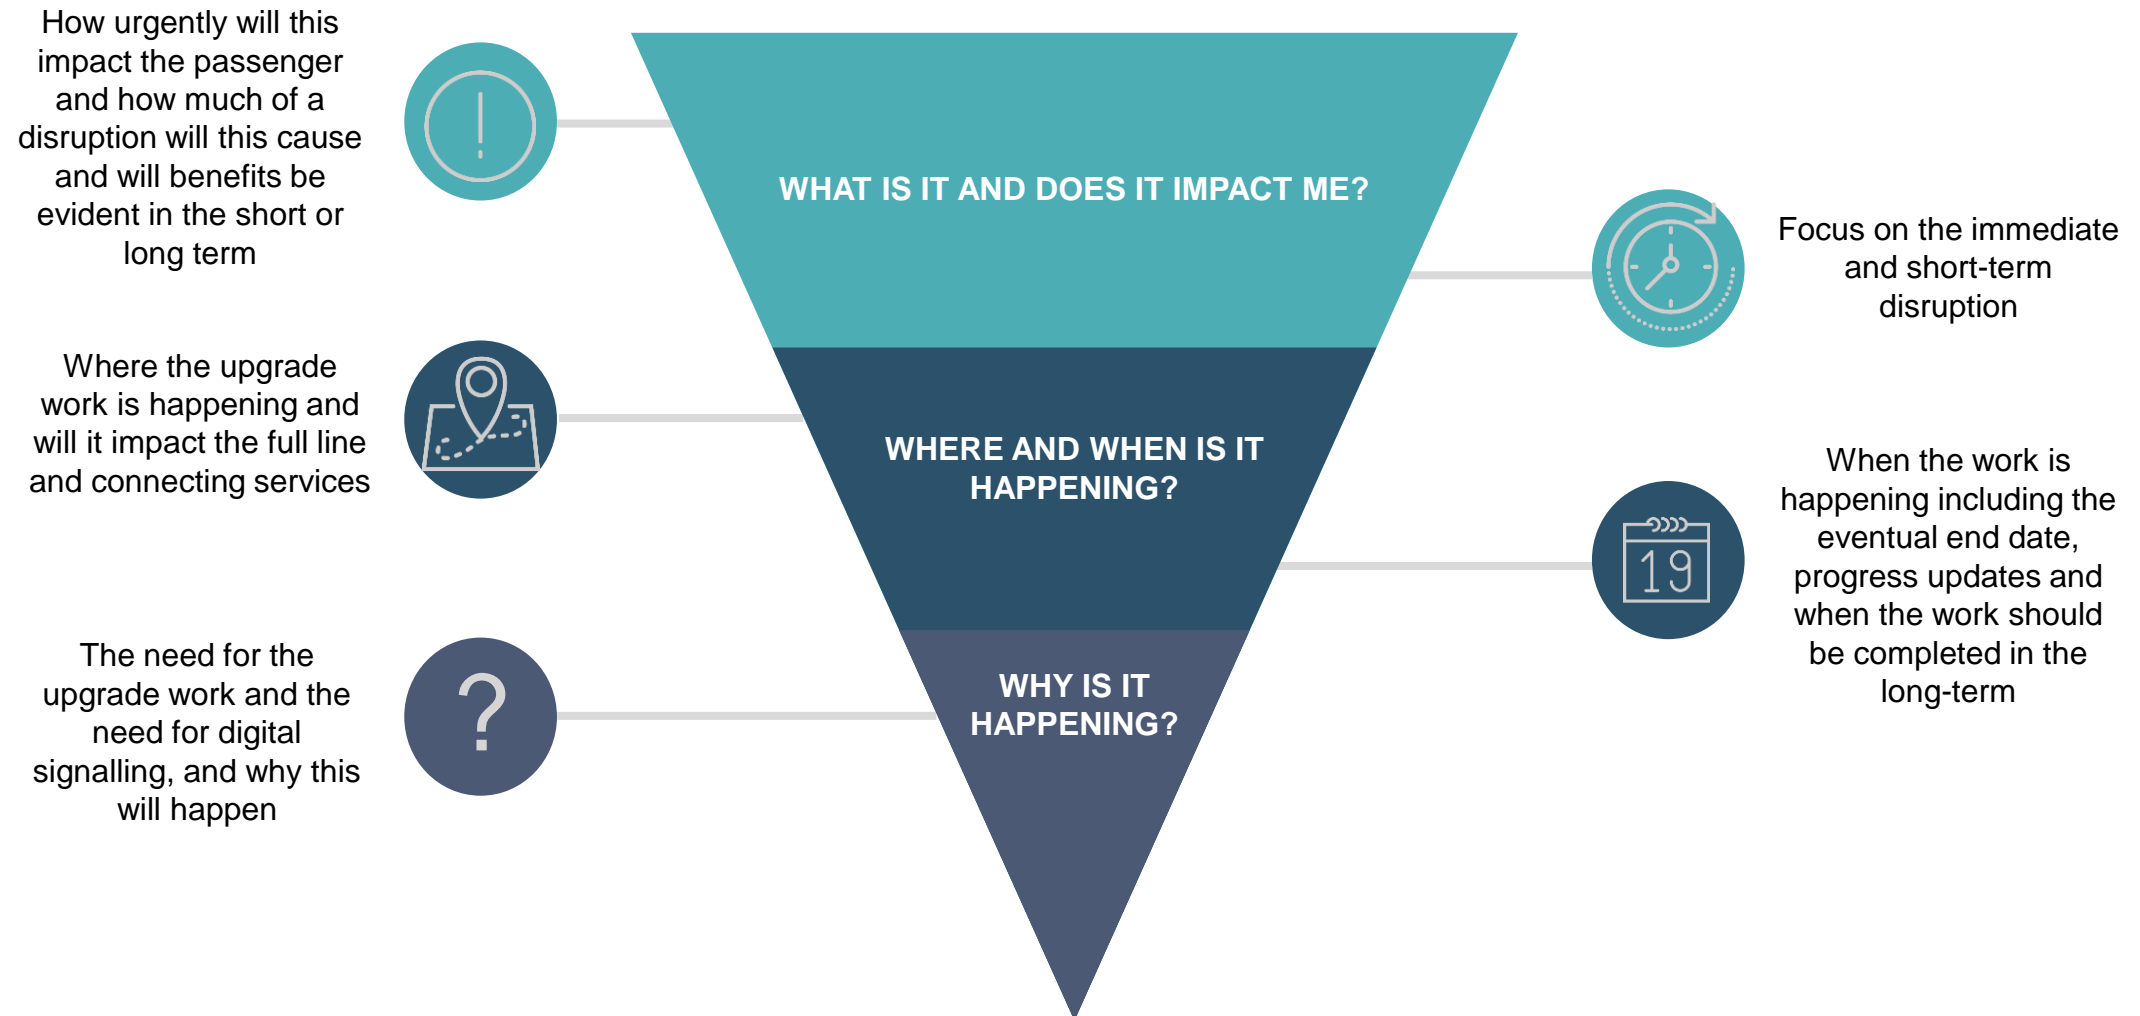 How urgently will this
impact the passenger
and how much of a
disruption will this cause
and will benefits be
evident in the short or
long term
WHAT IS IT AND DOES IT IMPACT ME?
Focus on the immediate
and short-term
disruption
Where the upgrade
work is happening and
will it impact the full line
and connecting services
WHERE AND WHEN IS IT
HAPPENING?
19
When the work is
happening including the
eventual end date,
progress updates and
when the work should
be completed in the
long-term
The need for the
upgrade work and the
need for digital
signalling, and why this
will happen
?
WHY IS IT
HAPPENING?